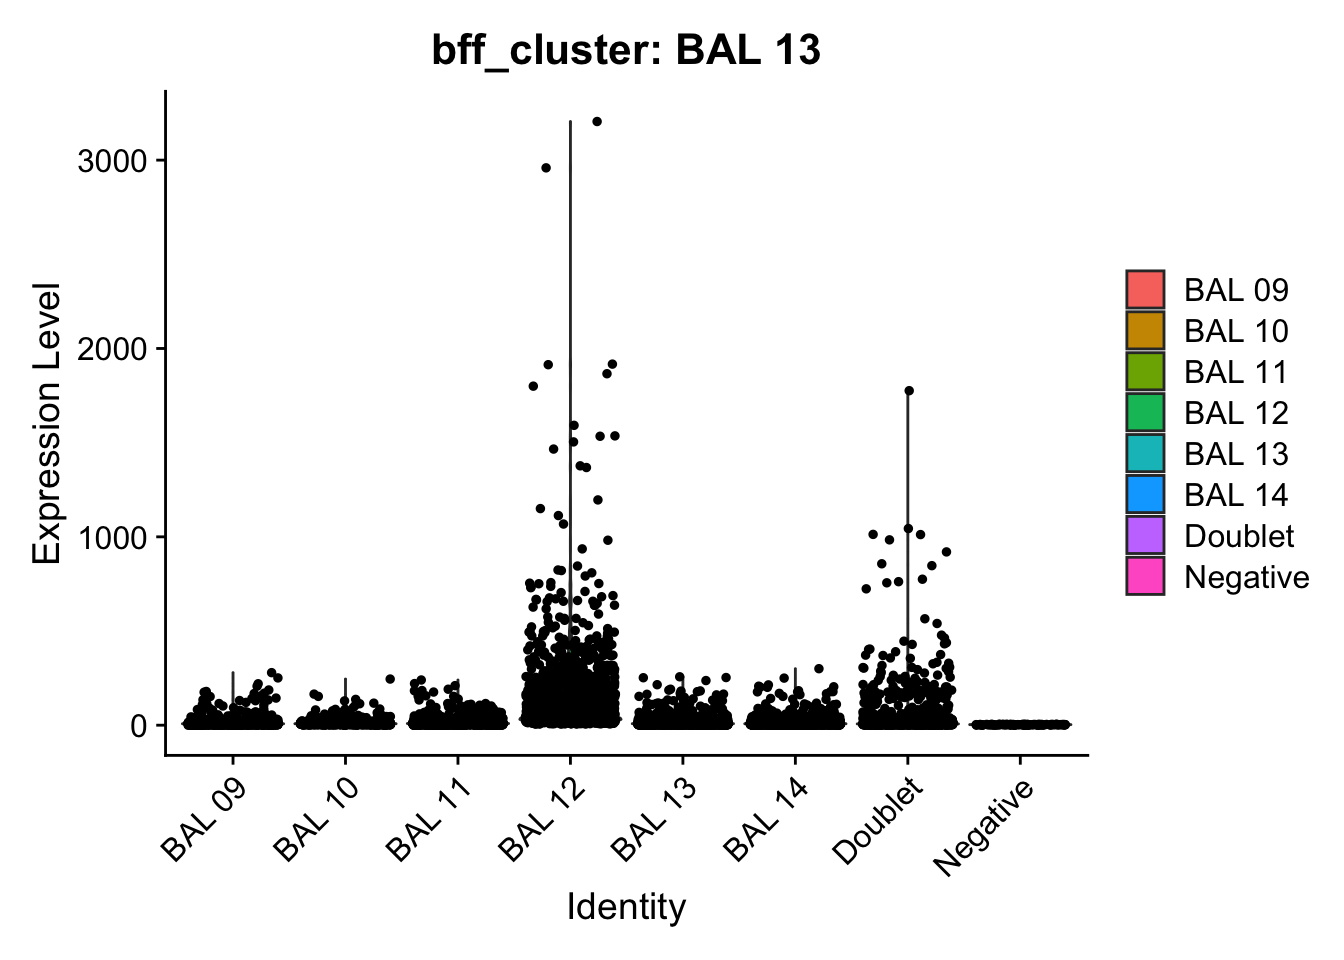 bff_cluster: BAL 13
Expression Level
3000
2000
1000
0
BAL 09
BAL 10
BAL 11
BAL 12
BAL 13
BAL 14
Doublet
Negative
Identity
BAL 09
BAL 10
BAL 11
BAL 12
BAL 13
BAL 14
Doublet
Negative